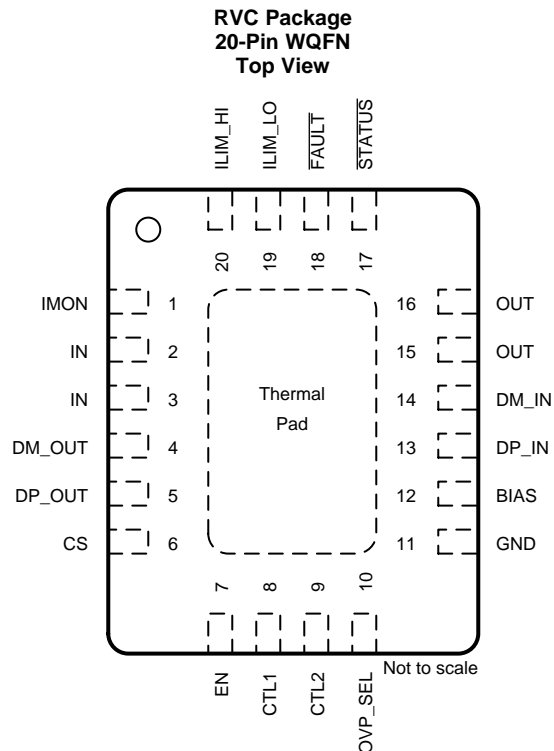 RVC Package
20-Pin WQFN
Top View
ILIM_HI
ILIM_LO
FAULT
STATUS
20
19
18
17
IMON 1
IN 2
IN 3
DM_OUT 4
DP_OUT 5
CS 6
Thermal
Pad
16 OUT
15 OUT
14 DM_IN
13 DP_IN
12 BIAS
11 GND
7
8
9
10
EN
CTL1
CTL2
OVP_SEL
Not to scale